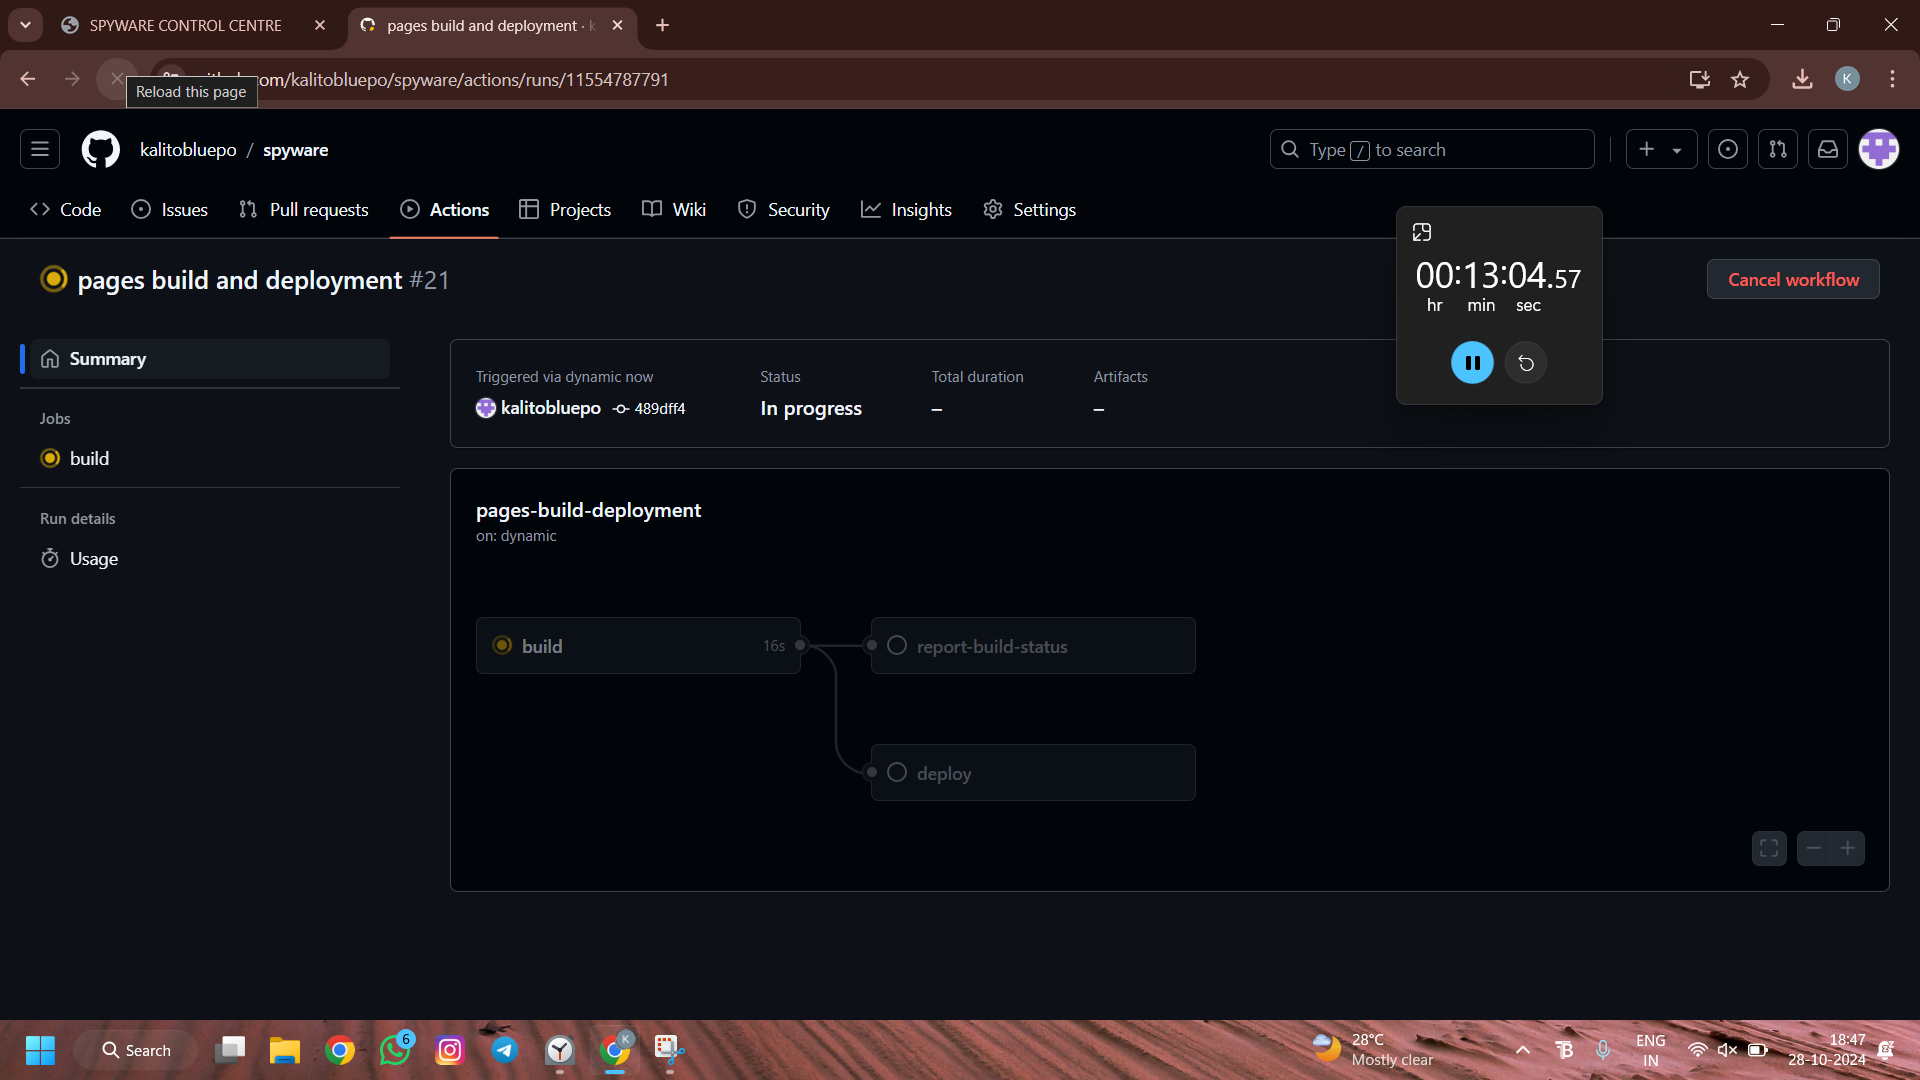 SPYWARE CONTROL CENTRE
pages build and deployment · k
om/kalitobluepo/spyware/actions/runs/11554787791
K
Reload this page
kalitobluepo / spyware
Type / to search
Code
Issues
Pull requests
Actions
Projects
Wiki
Security
Insights
Settings
pages build and deployment #21
Cancel workflow
00:13:04.57
hr min sec
Summary
Jobs
build
Run details
Usage
Triggered via dynamic now
kalitobluepo 489dff4
Status
In progress
Total duration
–
Artifacts
–
pages-build-deployment
on: dynamic
build 16s
report-build-status
deploy
Search
6
K
28°C
Mostly clear
ENG
IN
18:47
28-10-2024